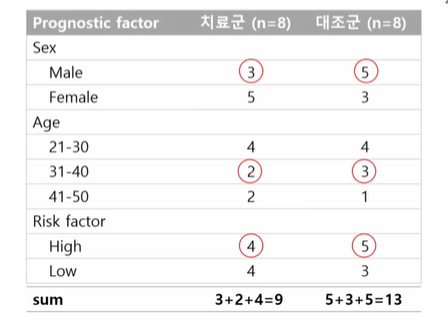 Prognostic factor 치료군 (n=8) 대조군 (n=8)
Sex
Male 3 5
Female 5 3
Age
21-30 4 4
31-40 2 3
41-50 2 1
Risk factor
High 4 5
Low 4 3
sum 3+2+4=9 5+3+5=13